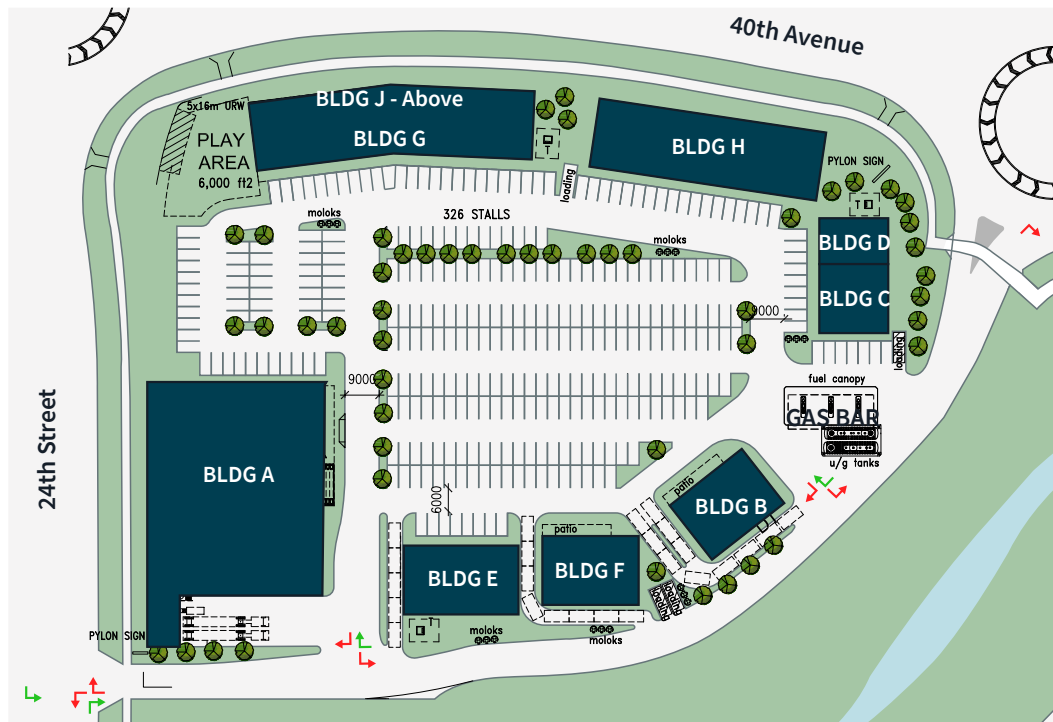 40th Avenue
BLDG J - Above
5x16m URW
BLDG G
PLAY
AREA
6,000 ft2
T
BLDG H
PYLON SIGN
loading
T
moloks
326 STALLS
moloks
BLDG D
BLDG C
9000
loading
9000
fuel canopy
GAS BAR
u/g tanks
24th Street
BLDG A
6000
patio
BLDG B
patio
BLDG E
BLDG F
loading
loading
T
moloks
moloks
PYLON SIGN